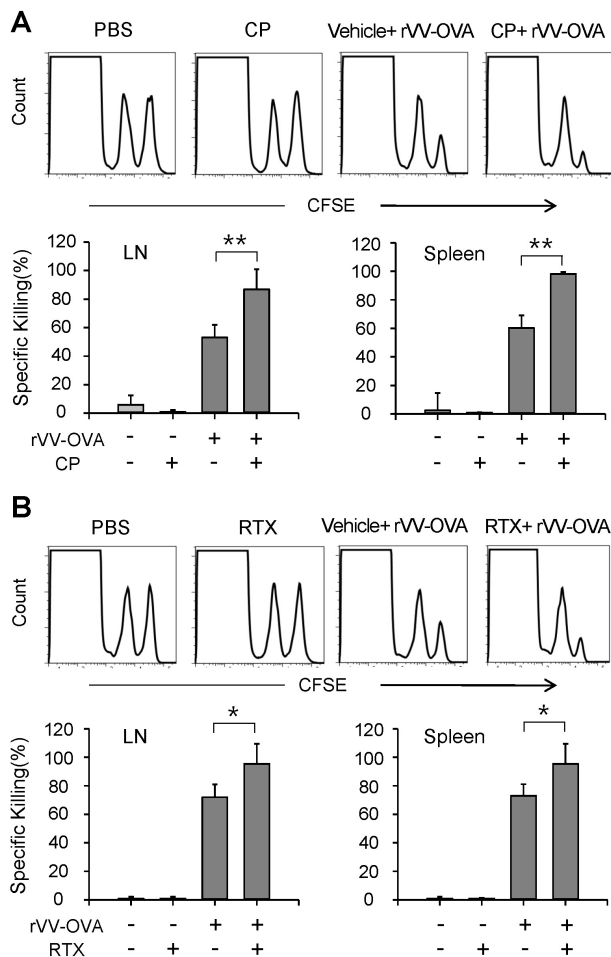 A
PBS CP Vehicle+ rVV-OVA CP+ rVV-OVA
Count
CFSE
Specific Killing(%)
120
100
80
60
40
20
0
LN
**
120
100
80
60
40
20
0
Spleen
**
rVV-OVA - - + + - - + +
CP - + - + - + - +
B
PBS RTX Vehicle+ rVV-OVA RTX+ rVV-OVA
Count
CFSE
Specific Killing(%)
120
100
80
60
40
20
0
LN
*
120
100
80
60
40
20
0
Spleen
*
rVV-OVA - - + + - - + +
RTX - + - + - + - +